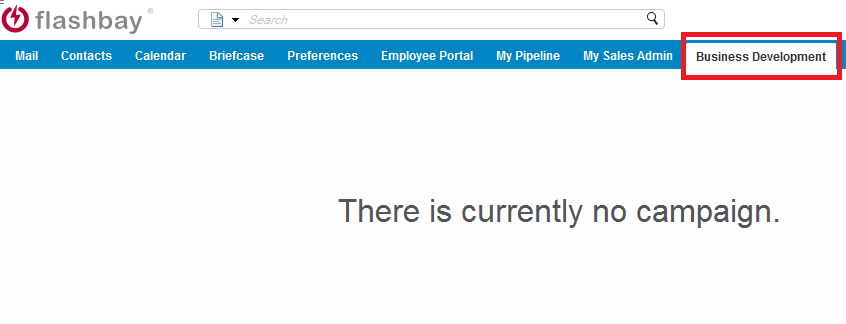 flashbay®
Search
Mail Contacts Calendar Briefcase Preferences Employee Portal My Pipeline My Sales Admin Business Development
There is currently no campaign.